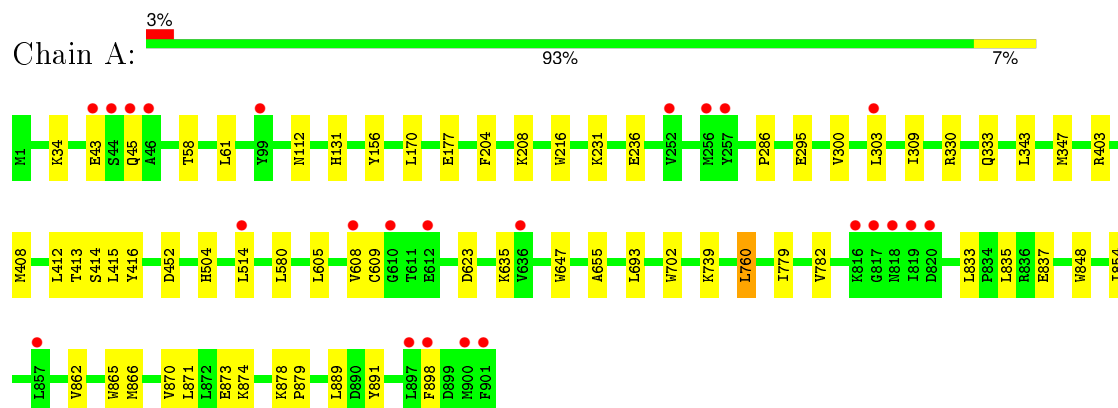 3%
Chain A:
93% 7%
M1 K34 E43 S44 Q45 A46 T58 L61 Y99 N112 H131 Y156 L170 E177 F204 K208 W216 K231 E236 V252 M256 Y257 P286 E295 V300 L303 I309 R330 Q333 L343 M347 R403
M408 L412 T413 S414 L415 Y416 D452 H504 L514 L580 L605 V608 C609 G610 T611 E612 D623 K635 V636 W647 A655 L693 W702 K739 L760 I779 V782 K816 G817 N818 I819 D820 L833 P834 L835 R836 E837 W848
L857 V862 W865 M866 V870 L871 L872 E873 K874 K878 P879 L889 D890 Y891 L897 F898 D899 M900 F901